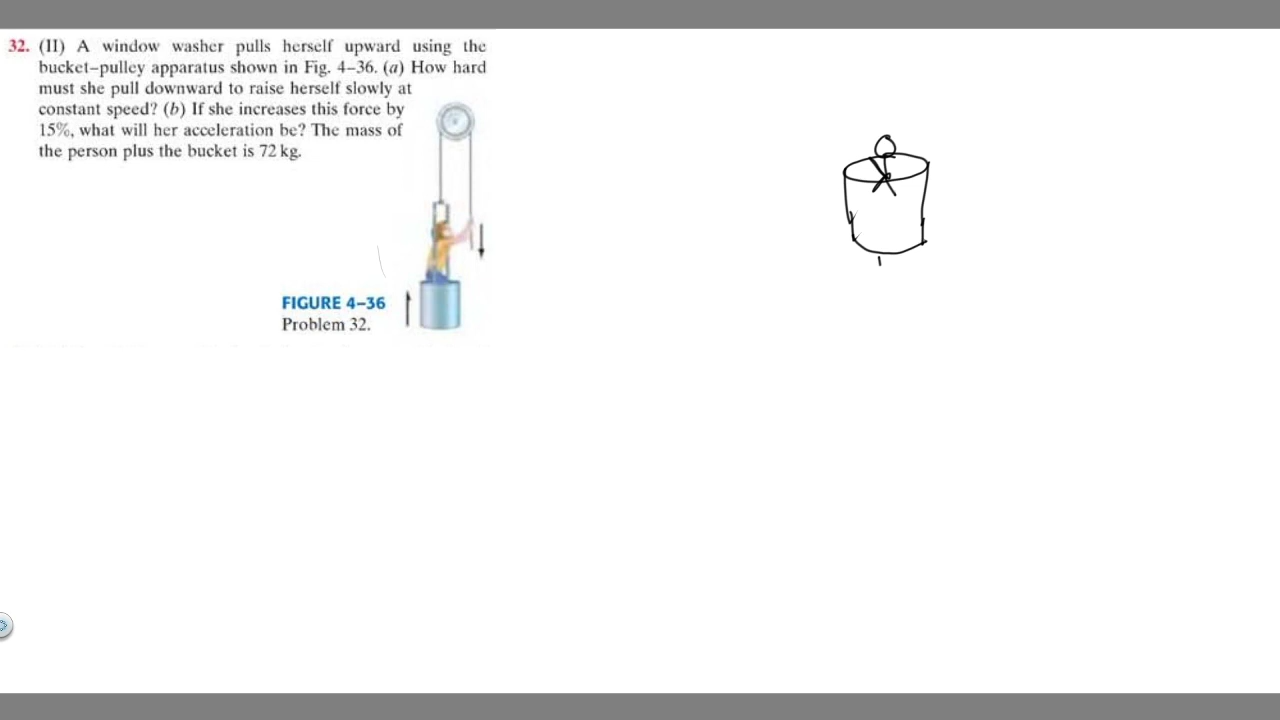 32. (II) A window washer pulls herself upward using the
bucket–pulley apparatus shown in Fig. 4–36. (a) How hard
must she pull downward to raise herself slowly at
constant speed? (b) If she increases this force by
15%, what will her acceleration be? The mass of
the person plus the bucket is 72 kg.
FIGURE 4–36
Problem 32.